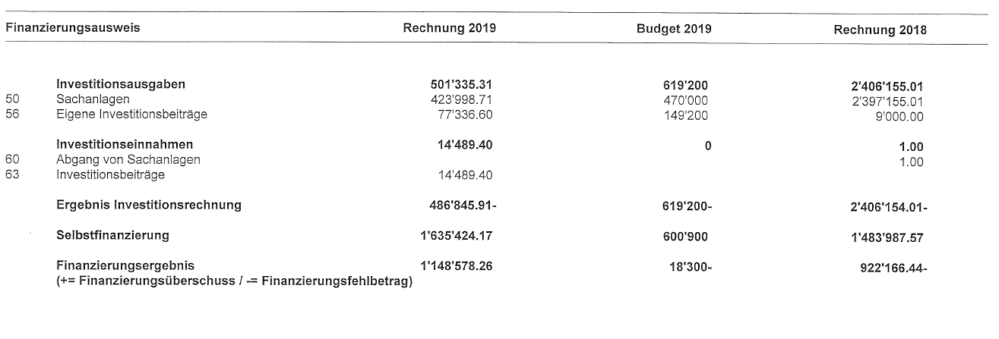 Finanzierungsausweis Rechnung 2019 Budget 2019 Rechnung 2018
Investitionsausgaben 501'335.31 619'200 2'406'155.01
50 Sachanlagen 423'998.71 470'000 2'397'155.01
56 Eigene Investitionsbeiträge 77'336.60 149'200 9'000.00
Investitionseinnahmen 14'489.40 0 1.00
60 Abgang von Sachanlagen 1.00
63 Investitionsbeiträge 14'489.40
Ergebnis Investitionsrechnung 486'845.91- 619'200- 2'406'154.01-
Selbstfinanzierung 1'635'424.17 600'900 1'483'987.57
Finanzierungsergebnis 1'148'578.26 18'300- 922'166.44-
(+= Finanzierungsüberschuss / -= Finanzierungsfehlbetrag)